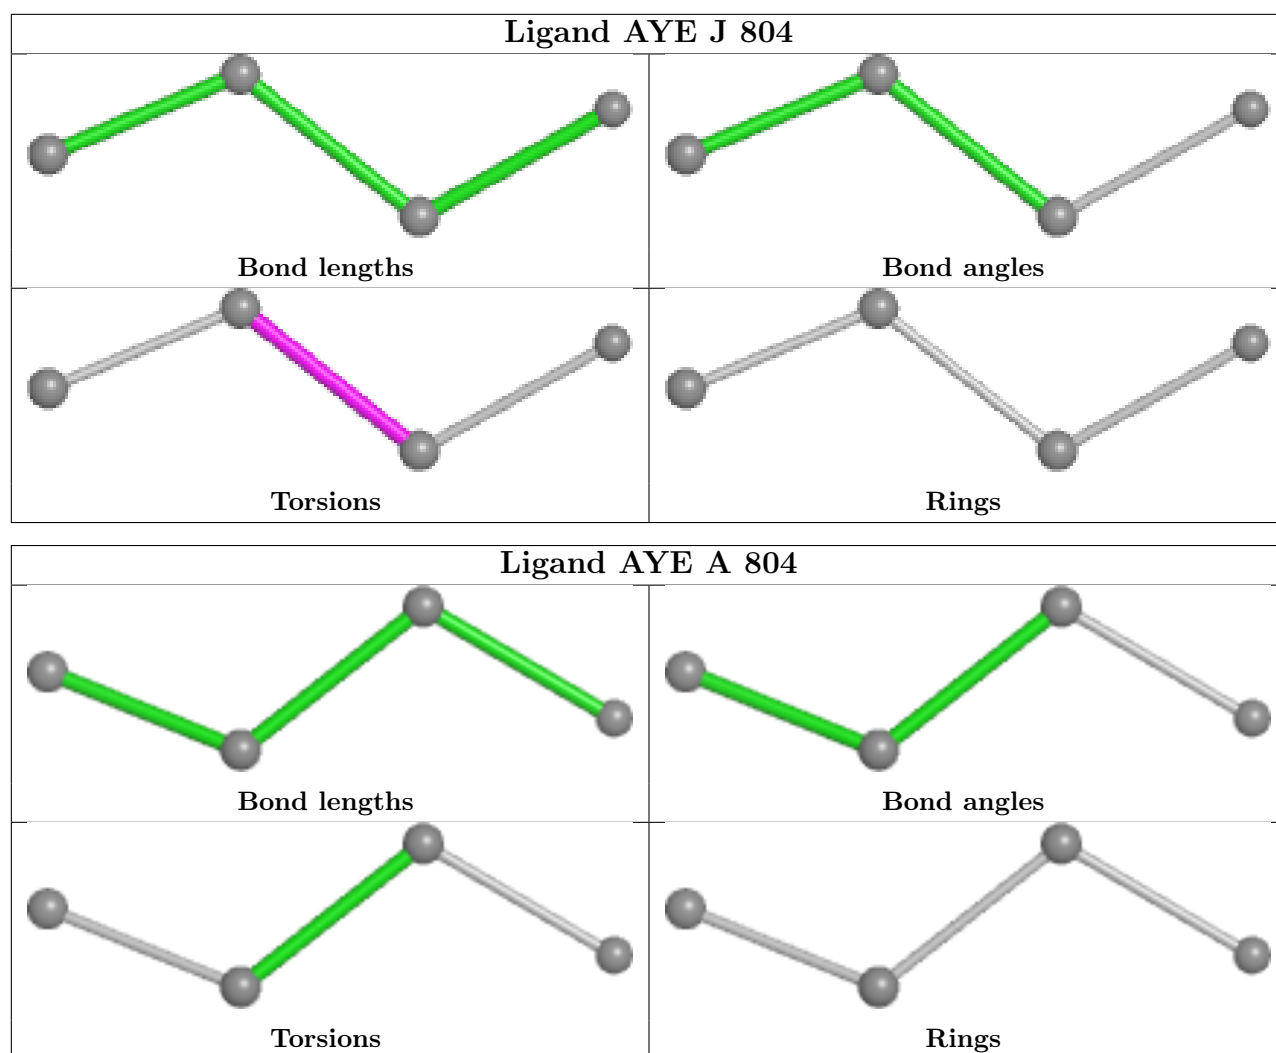 Ligand AYE J 804
Bond lengths
Bond angles
Torsions
Rings
Ligand AYE A 804
Bond lengths
Bond angles
Torsions
Rings